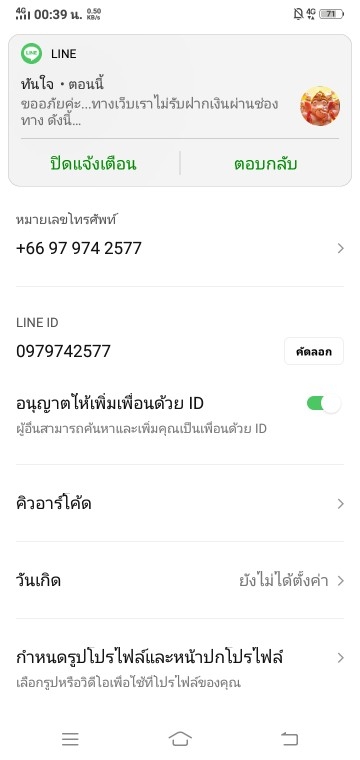 4G 00:39 น. 0.50 KB/s 4G 71
LINE
ทันใจ • ตอนนี้
ขออภัยค่ะ...ทางเว็บเราไม่รับฝากเงินผ่านช่อง
ทาง ดังนี้...
ปิดแจ้งเตือน ตอบกลับ
หมายเลขโทรศัพท์
+66 97 974 2577
LINE ID
0979742577 คัดลอก
อนุญาตให้เพิ่มเพื่อนด้วย ID
ผู้อื่นสามารถค้นหาและเพิ่มคุณเป็นเพื่อนด้วย ID
คิวอาร์โค้ด
วันเกิด ยังไม่ได้ตั้งค่า
กำหนดรูปโปรไฟล์และหน้าปกโปรไฟล์
เลือกรูปหรือวิดีโอเพื่อใช้ที่โปรไฟล์ของคุณ